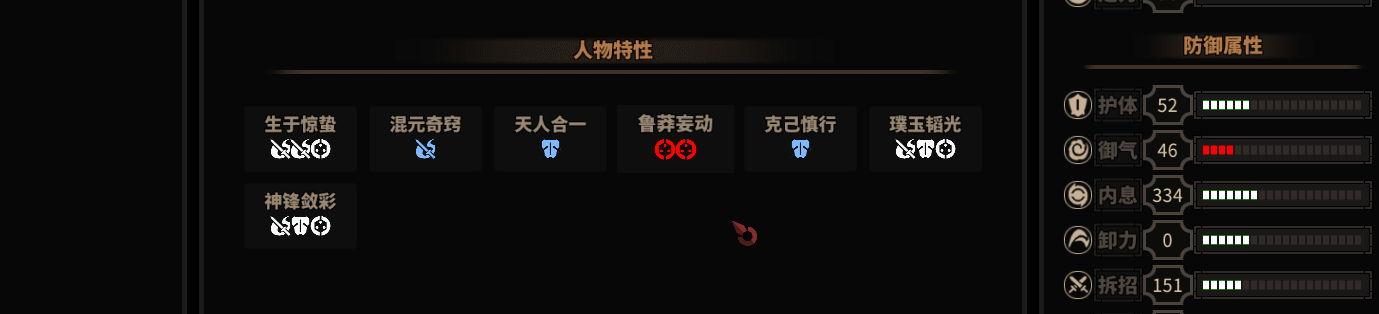 人物特性
生于惊蛰 混元奇窍 天人合一 鲁莽妄动 克己慎行 璞玉韬光
神锋敛彩
防御属性
护体 52
御气 46
内息 334
卸力 0
拆招 151